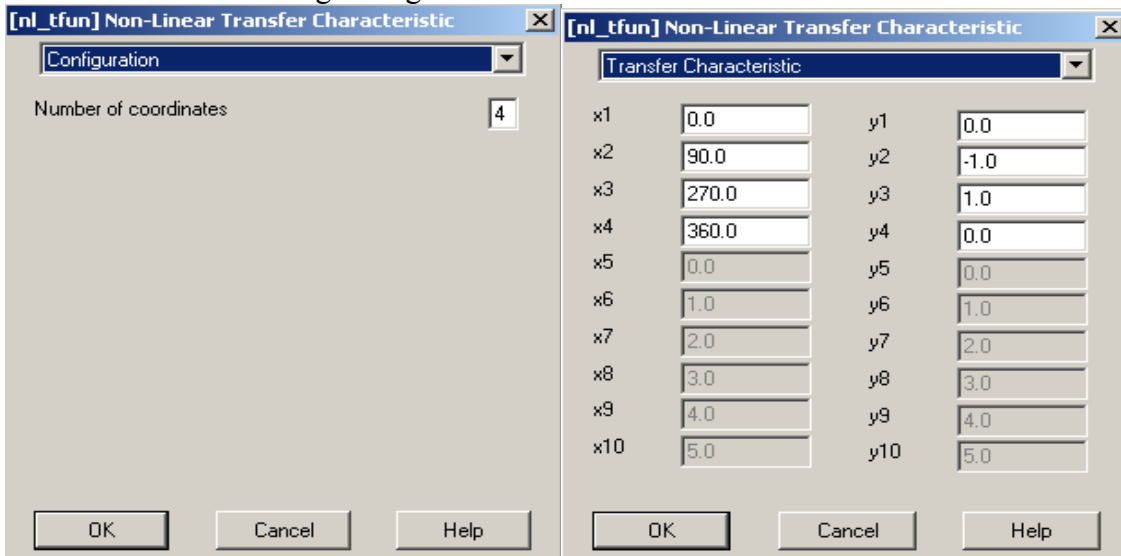 [nl_tfun] Non-Linear Transfer Characteristic
Configuration
Number of coordinates 4
OK Cancel Help
[nl_tfun] Non-Linear Transfer Characteristic
Transfer Characteristic
x1 0.0 y1 0.0
x2 90.0 y2 -1.0
x3 270.0 y3 1.0
x4 360.0 y4 0.0
x5 0.0 y5 0.0
x6 1.0 y6 1.0
x7 2.0 y7 2.0
x8 3.0 y8 3.0
x9 4.0 y9 4.0
x10 5.0 y10 5.0
OK Cancel Help